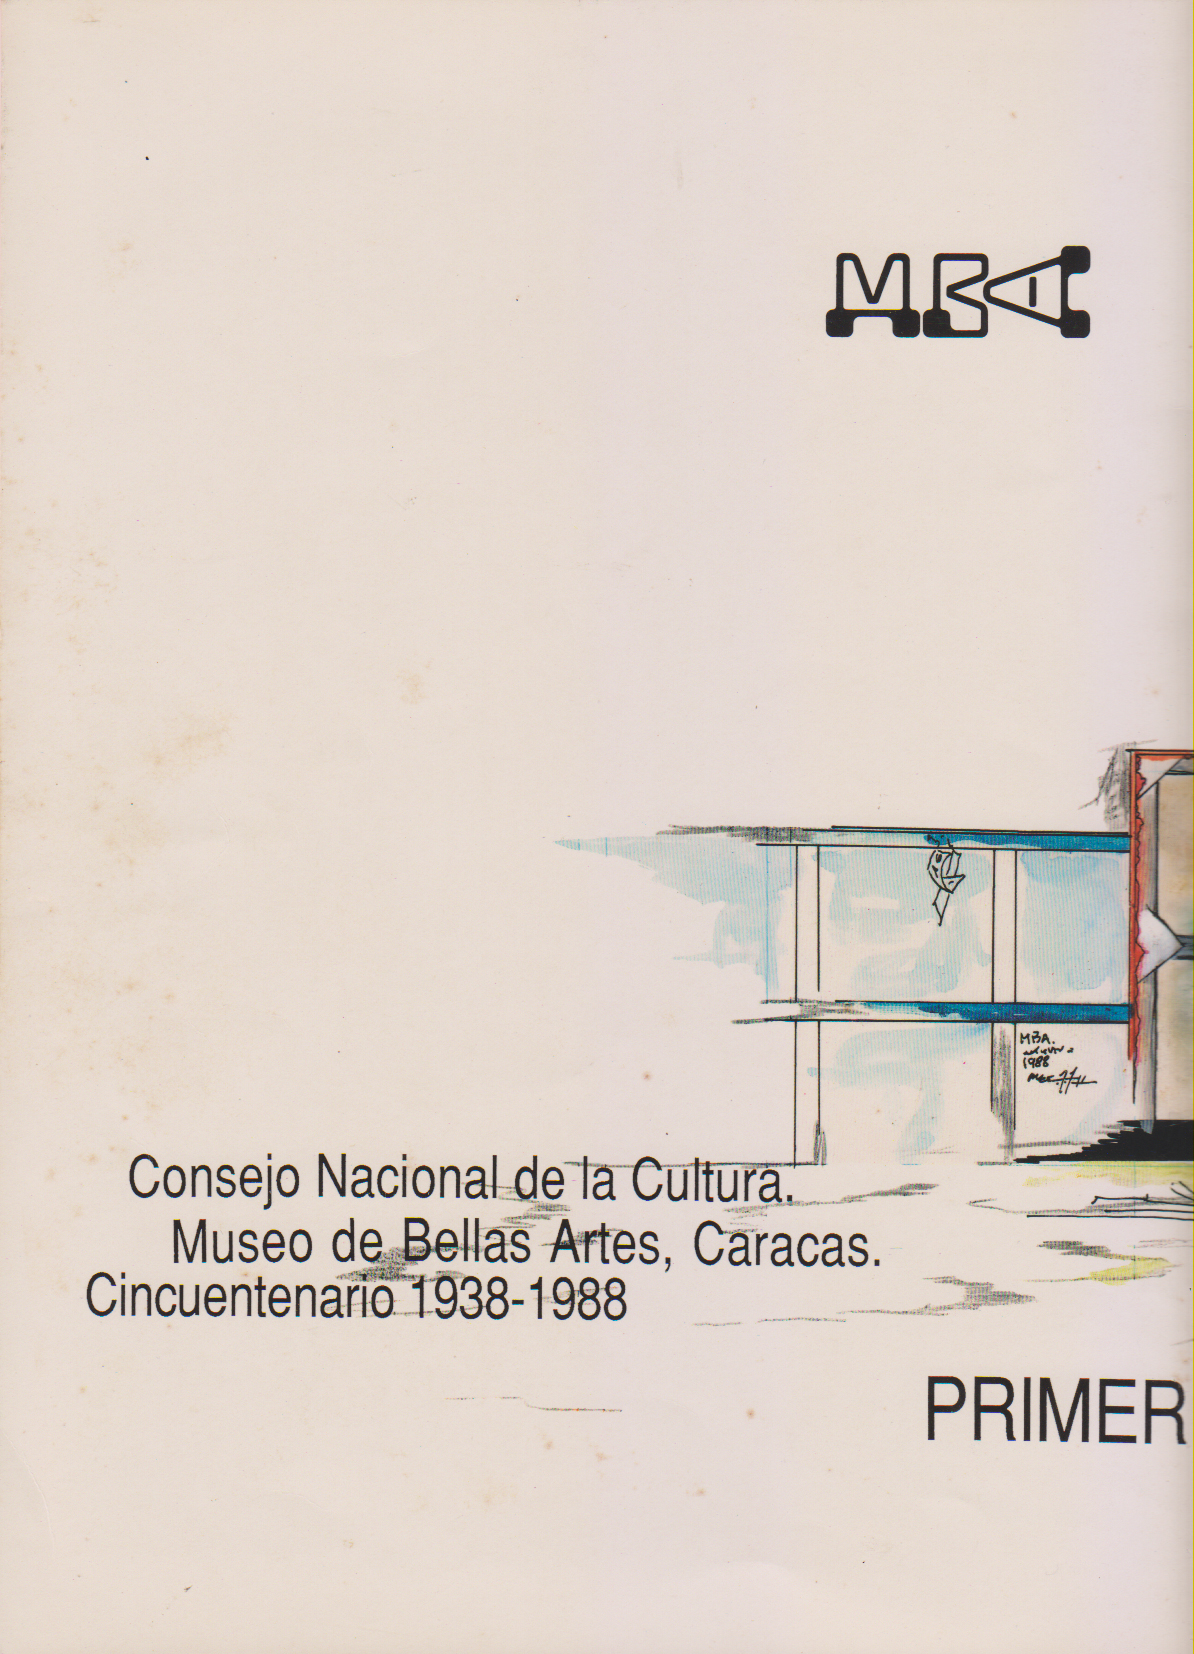 MBA
Consejo Nacional de la Cultura.
Museo de Bellas Artes, Caracas.
Cincuentenario 1938-1988
MBA.
1988
PRIMER